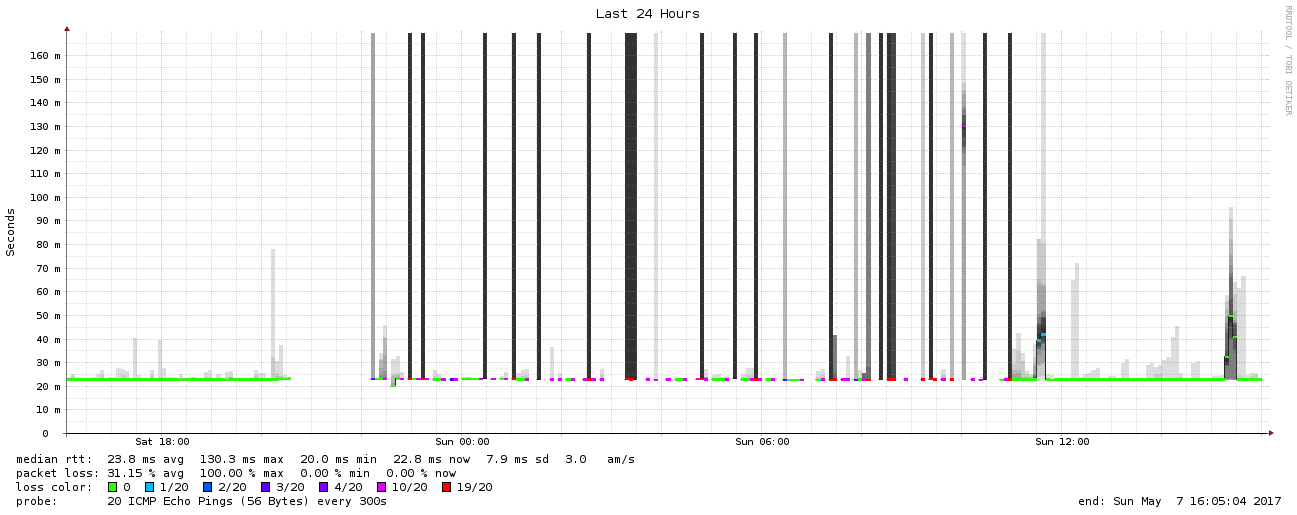 Last 24 Hours
RRDTOOL / TOBI OETIKER
Seconds
160 m
150 m
140 m
130 m
120 m
110 m
100 m
90 m
80 m
70 m
60 m
50 m
40 m
30 m
20 m
10 m
0
Sat 18:00 Sun 00:00 Sun 06:00 Sun 12:00
median rtt: 23.8 ms avg 130.3 ms max 20.0 ms min 22.8 ms now 7.9 ms sd 3.0 am/s
packet loss: 31.15 % avg 100.00 % max 0.00 % min 0.00 % now
loss color: 0 1/20 2/20 3/20 4/20 10/20 19/20
probe: 20 ICMP Echo Pings (56 Bytes) every 300s end: Sun May 7 16:05:04 2017